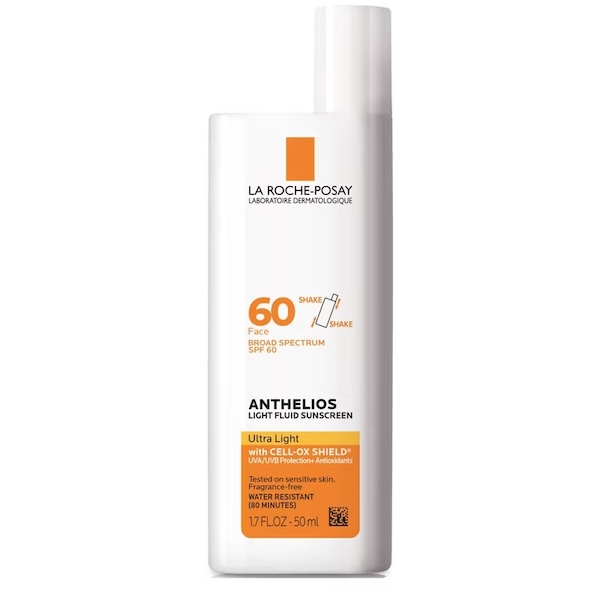 LA ROCHE-POSAY
LABORATOIRE DERMATOLOGIQUE
60
SHAKE
SHAKE
Face
BROAD SPECTRUM
SPF 60
ANTHELIOS
LIGHT FLUID SUNSCREEN
Ultra Light
with CELL-OX SHIELD®
UVA/UVB Protection+ Antioxidants
Tested on sensitive skin.
Fragrance-free
WATER RESISTANT
(80 MINUTES)
1.7 FL.OZ - 50 ml